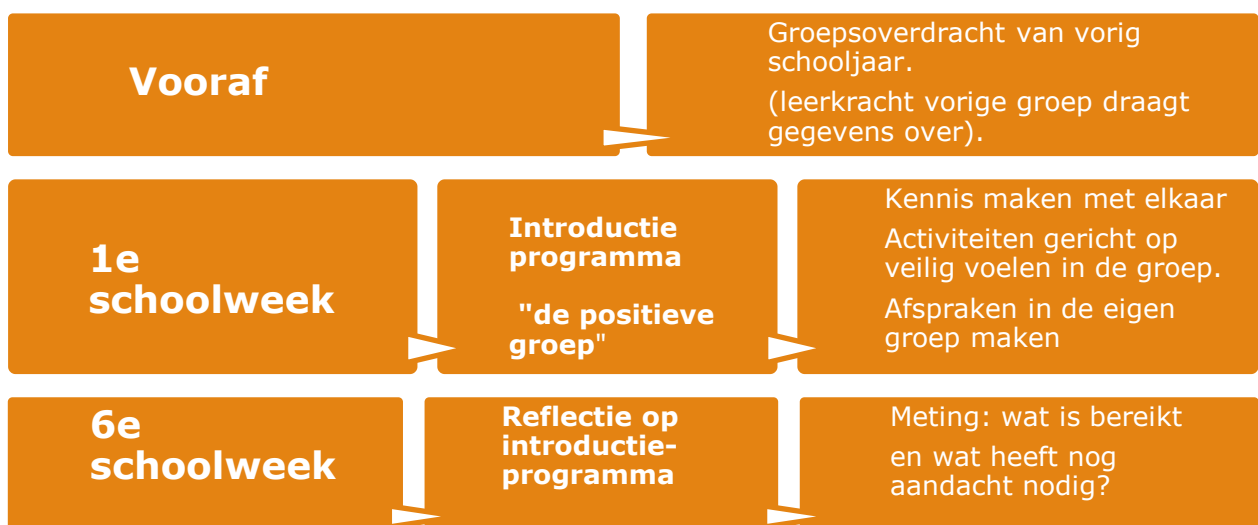 Vooraf
Groepsoverdracht van vorig
schooljaar.
(leerkracht vorige groep draagt
gegevens over).
1e
schoolweek
Introductie
programma
"de positieve
groep"
Kennis maken met elkaar
Activiteiten gericht op
veilig voelen in de groep.
Afspraken in de eigen
groep maken
6e
schoolweek
Reflectie op
introductie-
programma
Meting: wat is bereikt
en wat heeft nog
aandacht nodig?